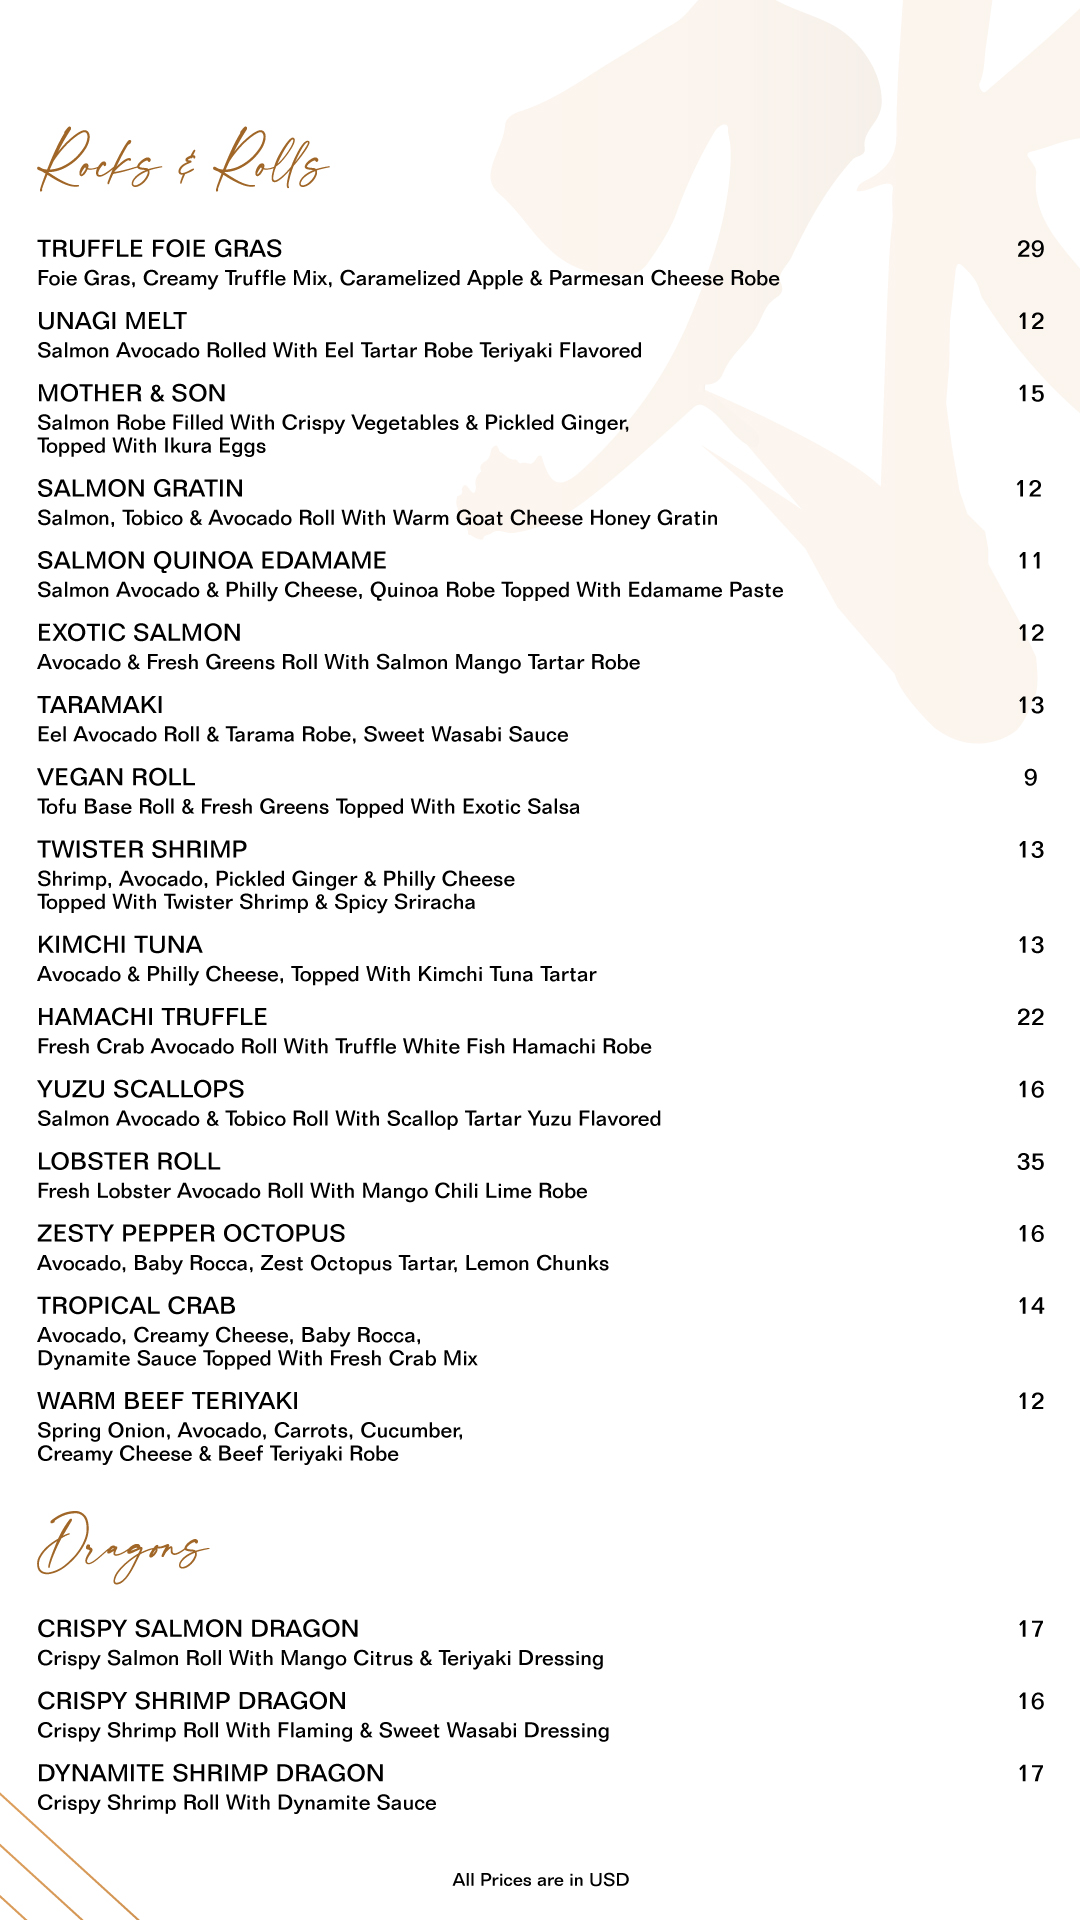 Rocks & Rolls
TRUFFLE FOIE GRAS 29
Foie Gras, Creamy Truffle Mix, Caramelized Apple & Parmesan Cheese Robe
UNAGI MELT 12
Salmon Avocado Rolled With Eel Tartar Robe Teriyaki Flavored
MOTHER & SON 15
Salmon Robe Filled With Crispy Vegetables & Pickled Ginger,
Topped With Ikura Eggs
SALMON GRATIN 12
Salmon, Tobico & Avocado Roll With Warm Goat Cheese Honey Gratin
SALMON QUINOA EDAMAME 11
Salmon Avocado & Philly Cheese, Quinoa Robe Topped With Edamame Paste
EXOTIC SALMON 12
Avocado & Fresh Greens Roll With Salmon Mango Tartar Robe
TARAMAKI 13
Eel Avocado Roll & Tarama Robe, Sweet Wasabi Sauce
VEGAN ROLL 9
Tofu Base Roll & Fresh Greens Topped With Exotic Salsa
TWISTER SHRIMP 13
Shrimp, Avocado, Pickled Ginger & Philly Cheese
Topped With Twister Shrimp & Spicy Sriracha
KIMCHI TUNA 13
Avocado & Philly Cheese, Topped With Kimchi Tuna Tartar
HAMACHI TRUFFLE 22
Fresh Crab Avocado Roll With Truffle White Fish Hamachi Robe
YUZU SCALLOPS 16
Salmon Avocado & Tobico Roll With Scallop Tartar Yuzu Flavored
LOBSTER ROLL 35
Fresh Lobster Avocado Roll With Mango Chili Lime Robe
ZESTY PEPPER OCTOPUS 16
Avocado, Baby Rocca, Zest Octopus Tartar, Lemon Chunks
TROPICAL CRAB 14
Avocado, Creamy Cheese, Baby Rocca,
Dynamite Sauce Topped With Fresh Crab Mix
WARM BEEF TERIYAKI 12
Spring Onion, Avocado, Carrots, Cucumber,
Creamy Cheese & Beef Teriyaki Robe
Dragons
CRISPY SALMON DRAGON 17
Crispy Salmon Roll With Mango Citrus & Teriyaki Dressing
CRISPY SHRIMP DRAGON 16
Crispy Shrimp Roll With Flaming & Sweet Wasabi Dressing
DYNAMITE SHRIMP DRAGON 17
Crispy Shrimp Roll With Dynamite Sauce
All Prices are in USD